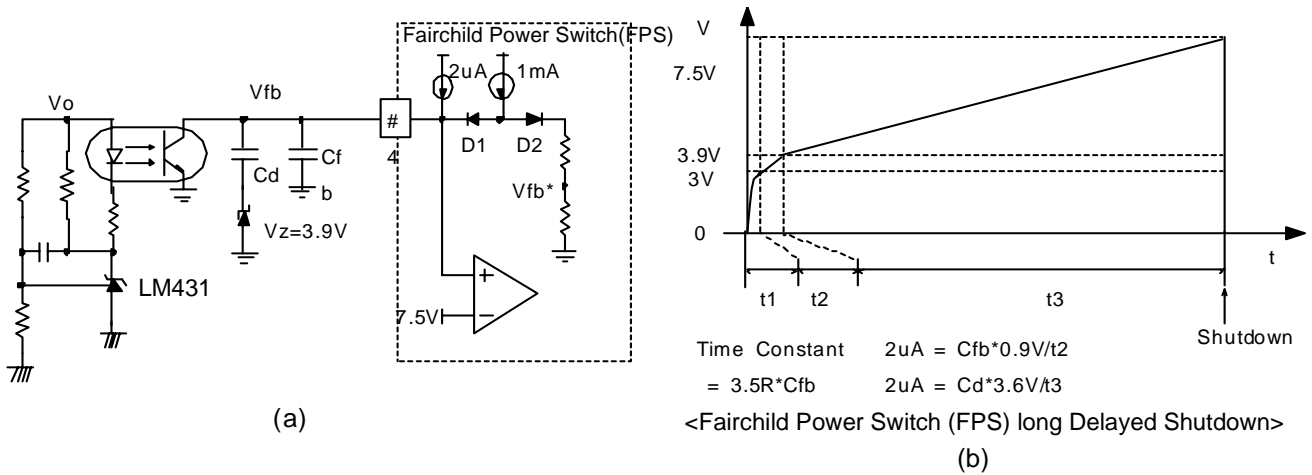 Fairchild Power Switch(FPS)
2uA
1mA
Vo
Vfb
#
4
D1
D2
Cd
Cf
b
Vfb*
Vz=3.9V
LM431
7.5V
+
−
(a)
V
7.5V
3.9V
3V
0
t
t1
t2
t3
Shutdown
Time Constant
= 3.5R*Cfb
2uA = Cfb*0.9V/t2
2uA = Cd*3.6V/t3
<Fairchild Power Switch (FPS) long Delayed Shutdown>
(b)